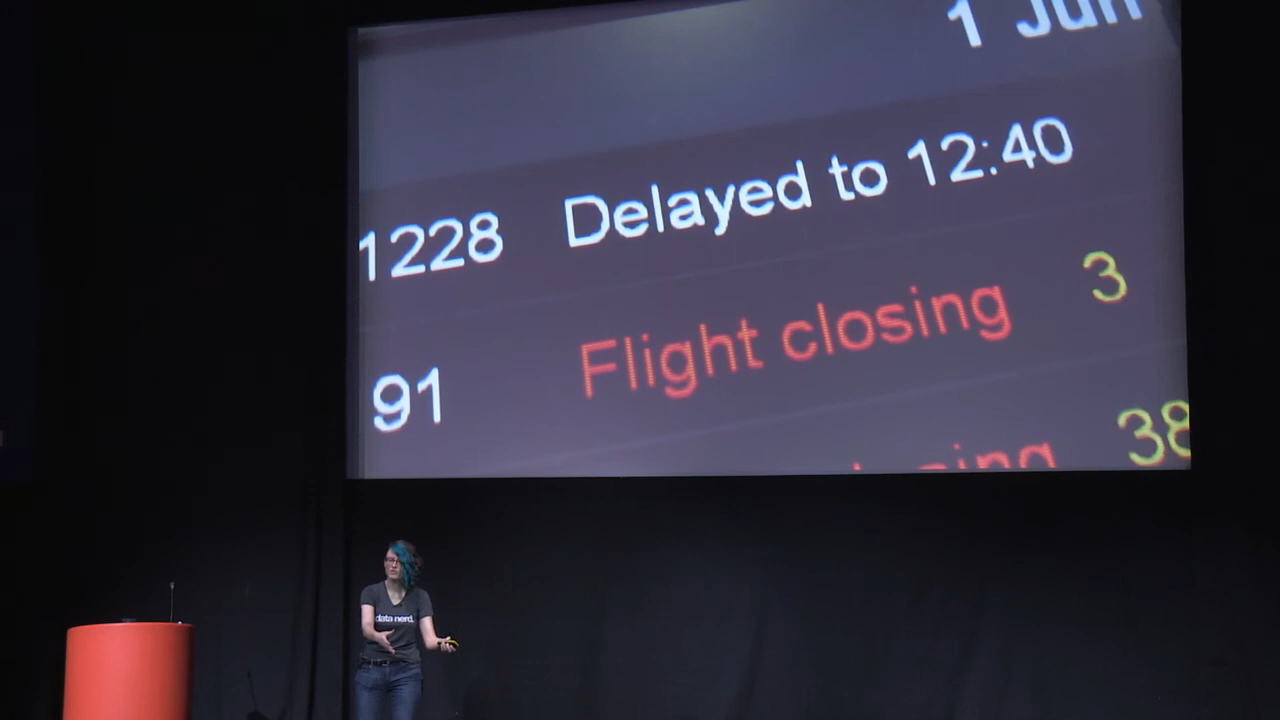 1 Jun
1228 Delayed to 12:40
91 Flight closing 3
38
data nerd.